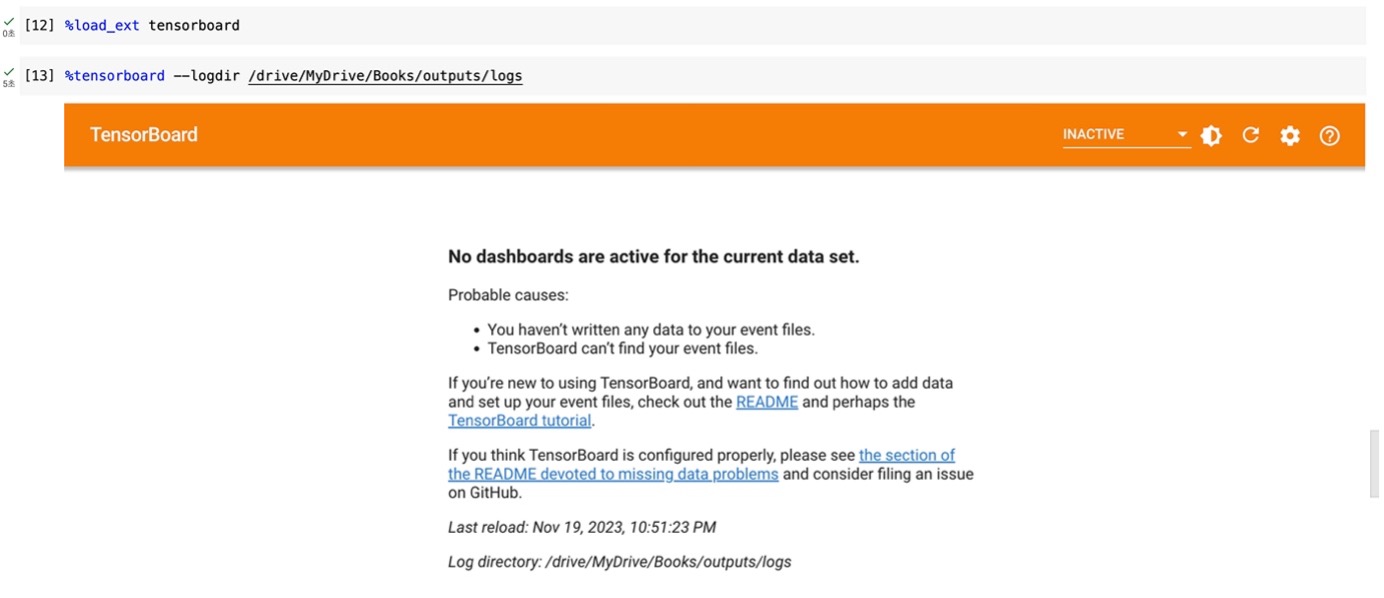 [12] %load_ext tensorboard
0초
[13] %tensorboard --logdir /drive/MyDrive/Books/outputs/logs
5초
TensorBoard
INACTIVE
No dashboards are active for the current data set.
Probable causes:
• You haven't written any data to your event files.
• TensorBoard can't find your event files.
If you're new to using TensorBoard, and want to find out how to add data
and set up your event files, check out the README and perhaps the
TensorBoard tutorial.
If you think TensorBoard is configured properly, please see the section of
the README devoted to missing data problems and consider filing an issue
on GitHub.
Last reload: Nov 19, 2023, 10:51:23 PM
Log directory: /drive/MyDrive/Books/outputs/logs